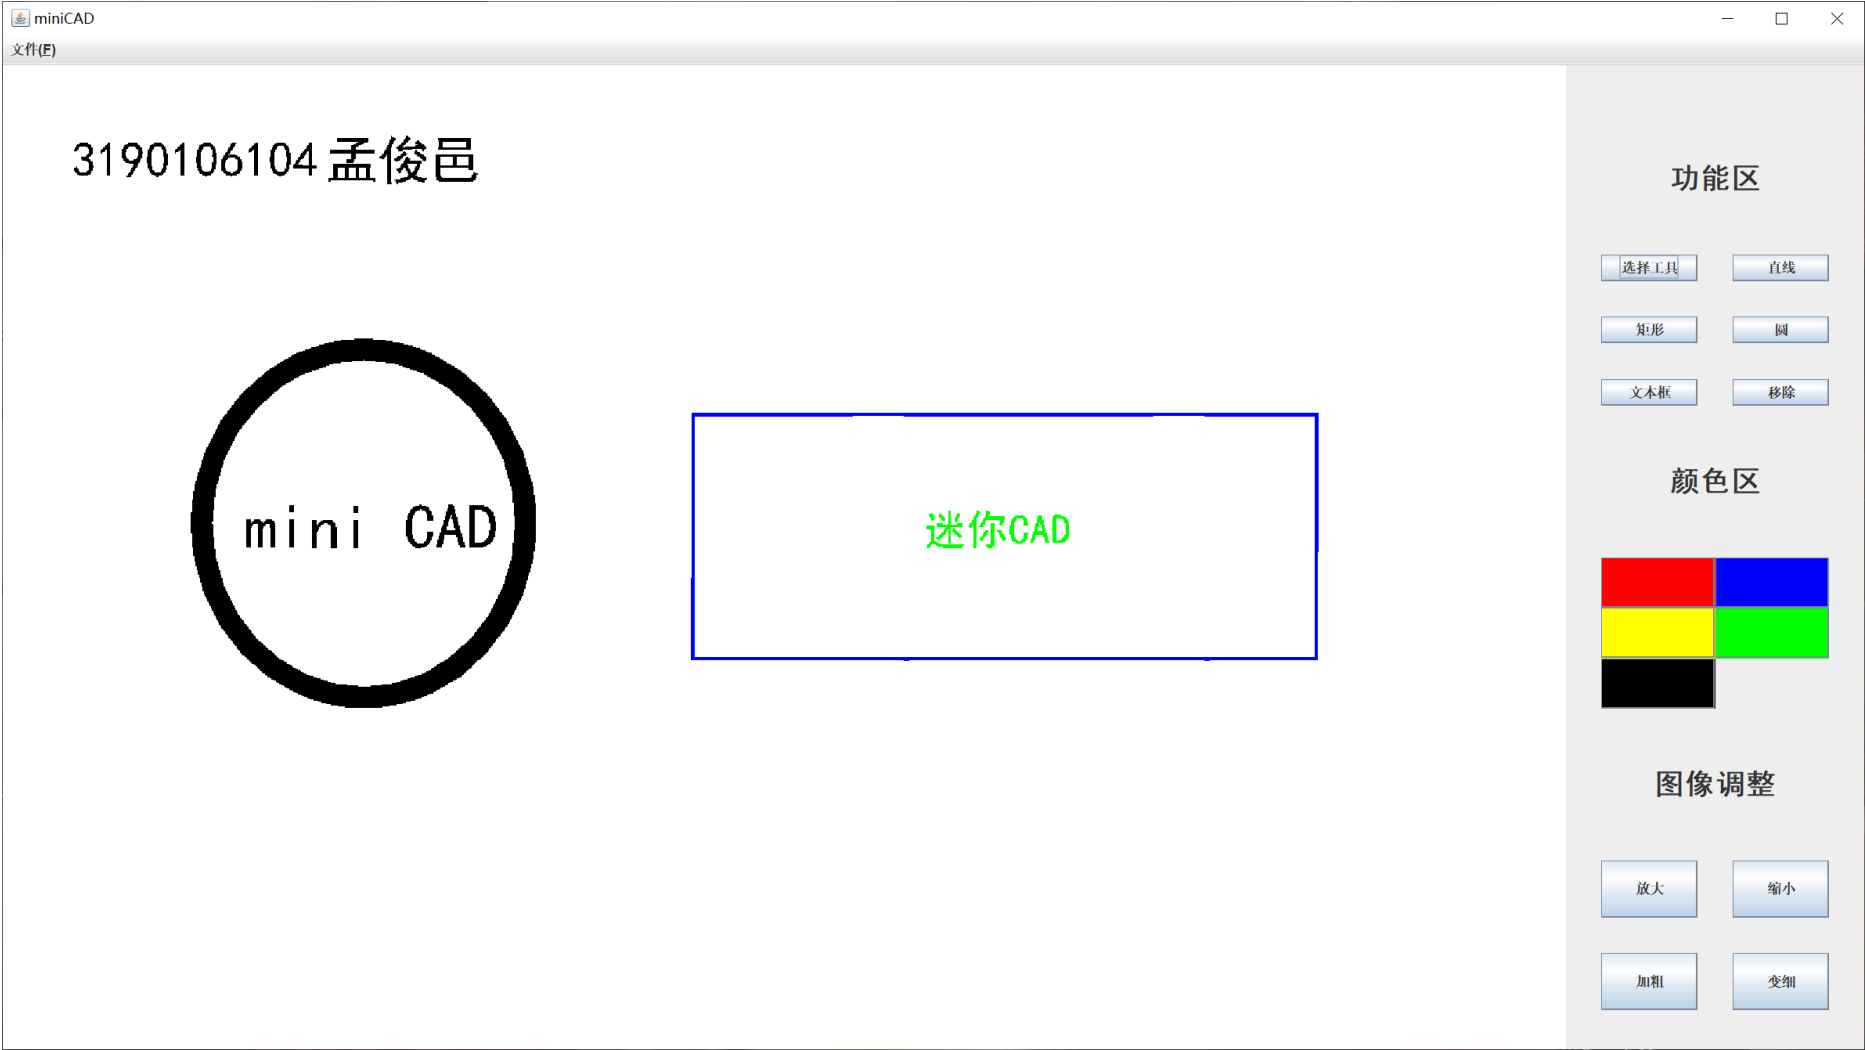 miniCAD
文件(F)
3190106104 孟俊邑
功能区
选择工具 直线
矩形 圆
文本框 移除
mini CAD
迷你CAD
颜色区
图像调整
放大 缩小
加粗 变细